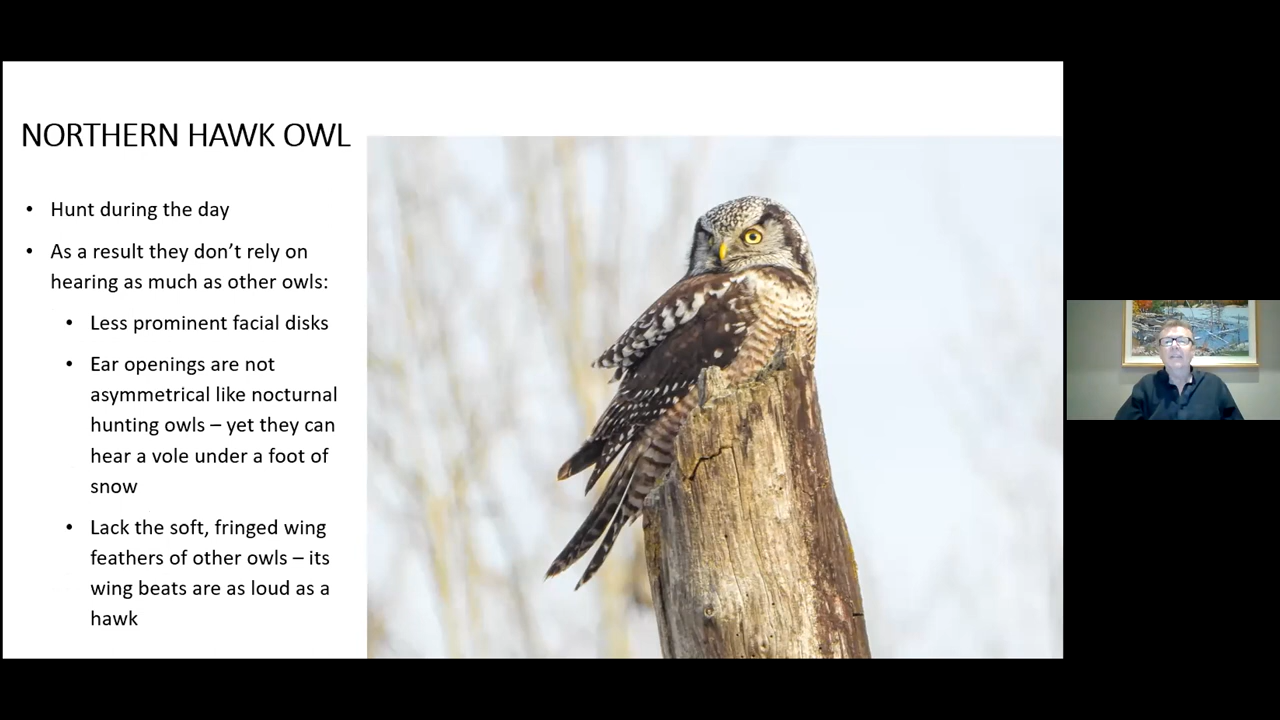 NORTHERN HAWK OWL
• Hunt during the day
• As a result they don’t rely on
hearing as much as other owls:
• Less prominent facial disks
• Ear openings are not
asymmetrical like nocturnal
hunting owls – yet they can
hear a vole under a foot of
snow
• Lack the soft, fringed wing
feathers of other owls – its
wing beats are as loud as a
hawk